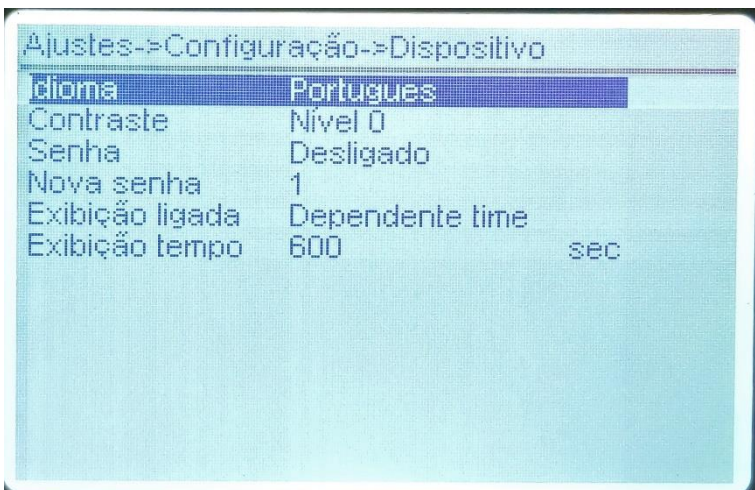 Ajustes->Configuração->Dispositivo
Idioma Portugues
Contraste Nível 0
Senha Desligado
Nova senha 1
Exibição ligada Dependente time
Exibição tempo 600 sec